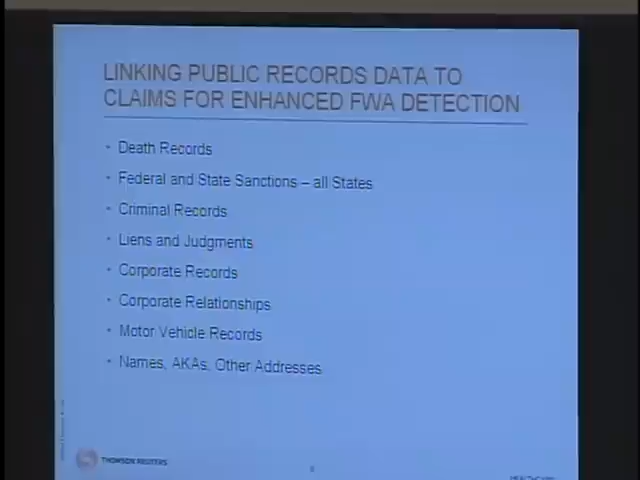 LINKING PUBLIC RECORDS DATA TO
CLAIMS FOR ENHANCED FWA DETECTION
• Death Records
• Federal and State Sanctions – all States
• Criminal Records
• Liens and Judgments
• Corporate Records
• Corporate Relationships
• Motor Vehicle Records
• Names, AKAs, Other Addresses
THOMSON REUTERS